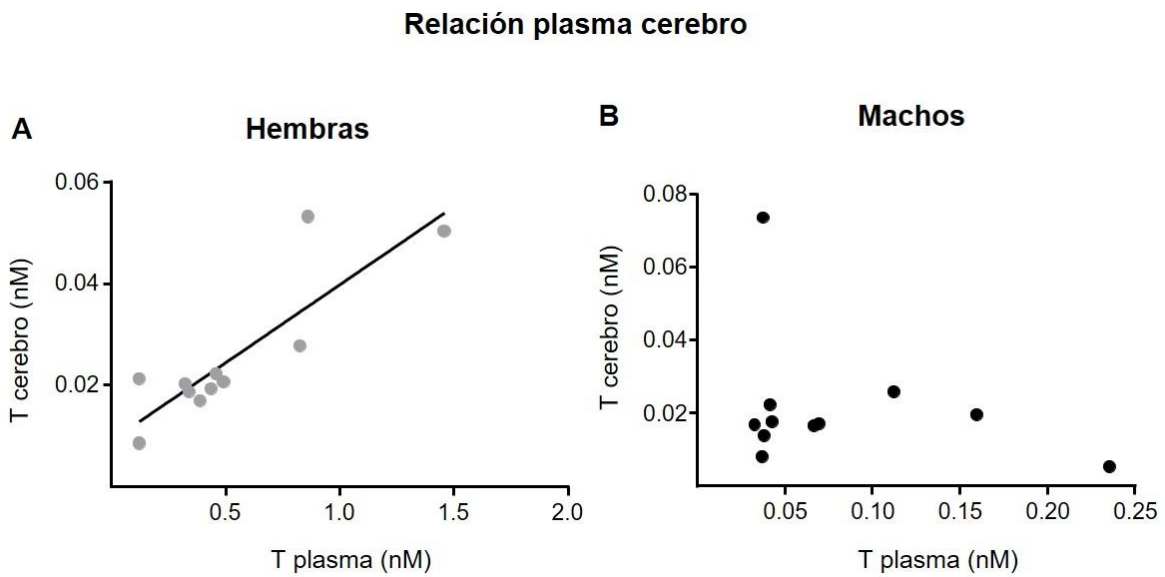 Relación plasma cerebro
A
Hembras
T cerebro (nM)
0.06
0.04
0.02
0.5
1.0
1.5
2.0
T plasma (nM)
B
Machos
T cerebro (nM)
0.08
0.06
0.04
0.02
0.05
0.10
0.15
0.20
0.25
T plasma (nM)